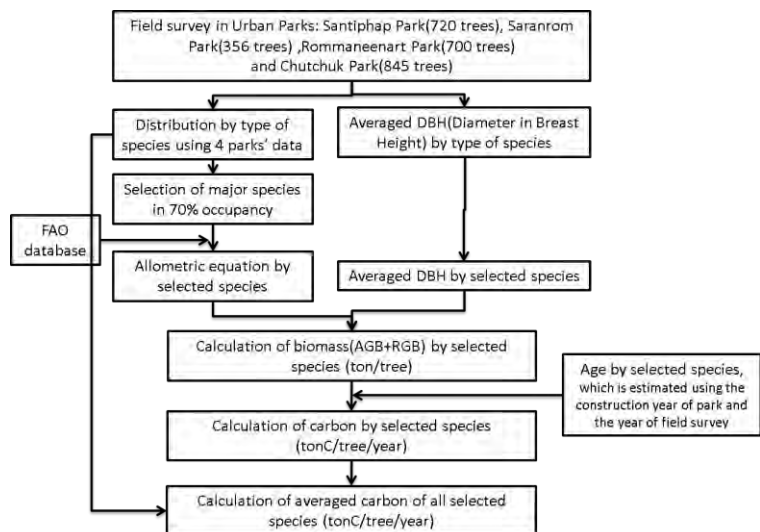 Field survey in Urban Parks: Santiphap Park(720 trees), Saranrom
Park(356 trees) ,Rommaneenart Park(700 trees)
and Chutchuk Park(845 trees)
Distribution by type of
species using 4 parks' data
Averaged DBH(Diameter in Breast
Height) by type of species
Selection of major species
in 70% occupancy
FAO
database
Allometric equation by
selected species
Averaged DBH by selected species
Calculation of biomass(AGB+RGB) by selected
species (ton/tree)
Age by selected species,
which is estimated using the
construction year of park and
the year of field survey
Calculation of carbon by selected species
(tonC/tree/year)
Calculation of averaged carbon of all selected
species (tonC/tree/year)